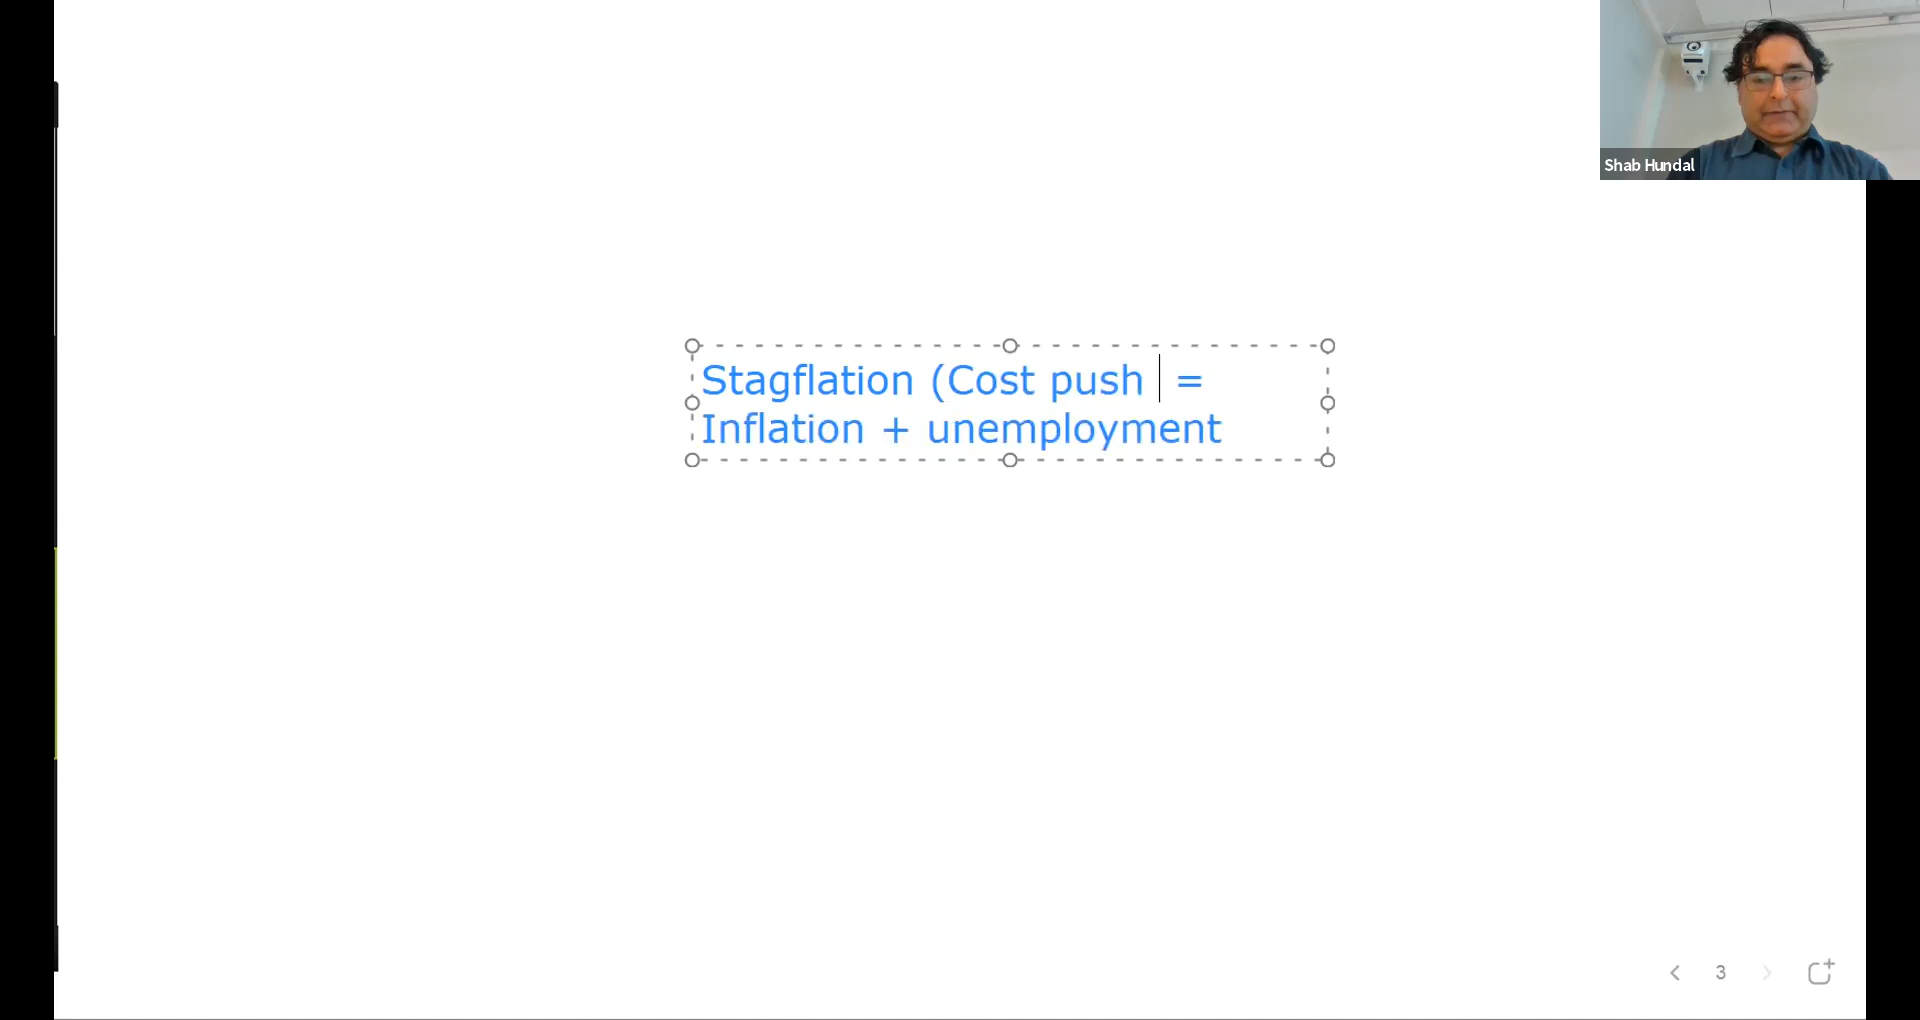 Shab Hundal
Stagflation (Cost push  =
Inflation + unemployment
3